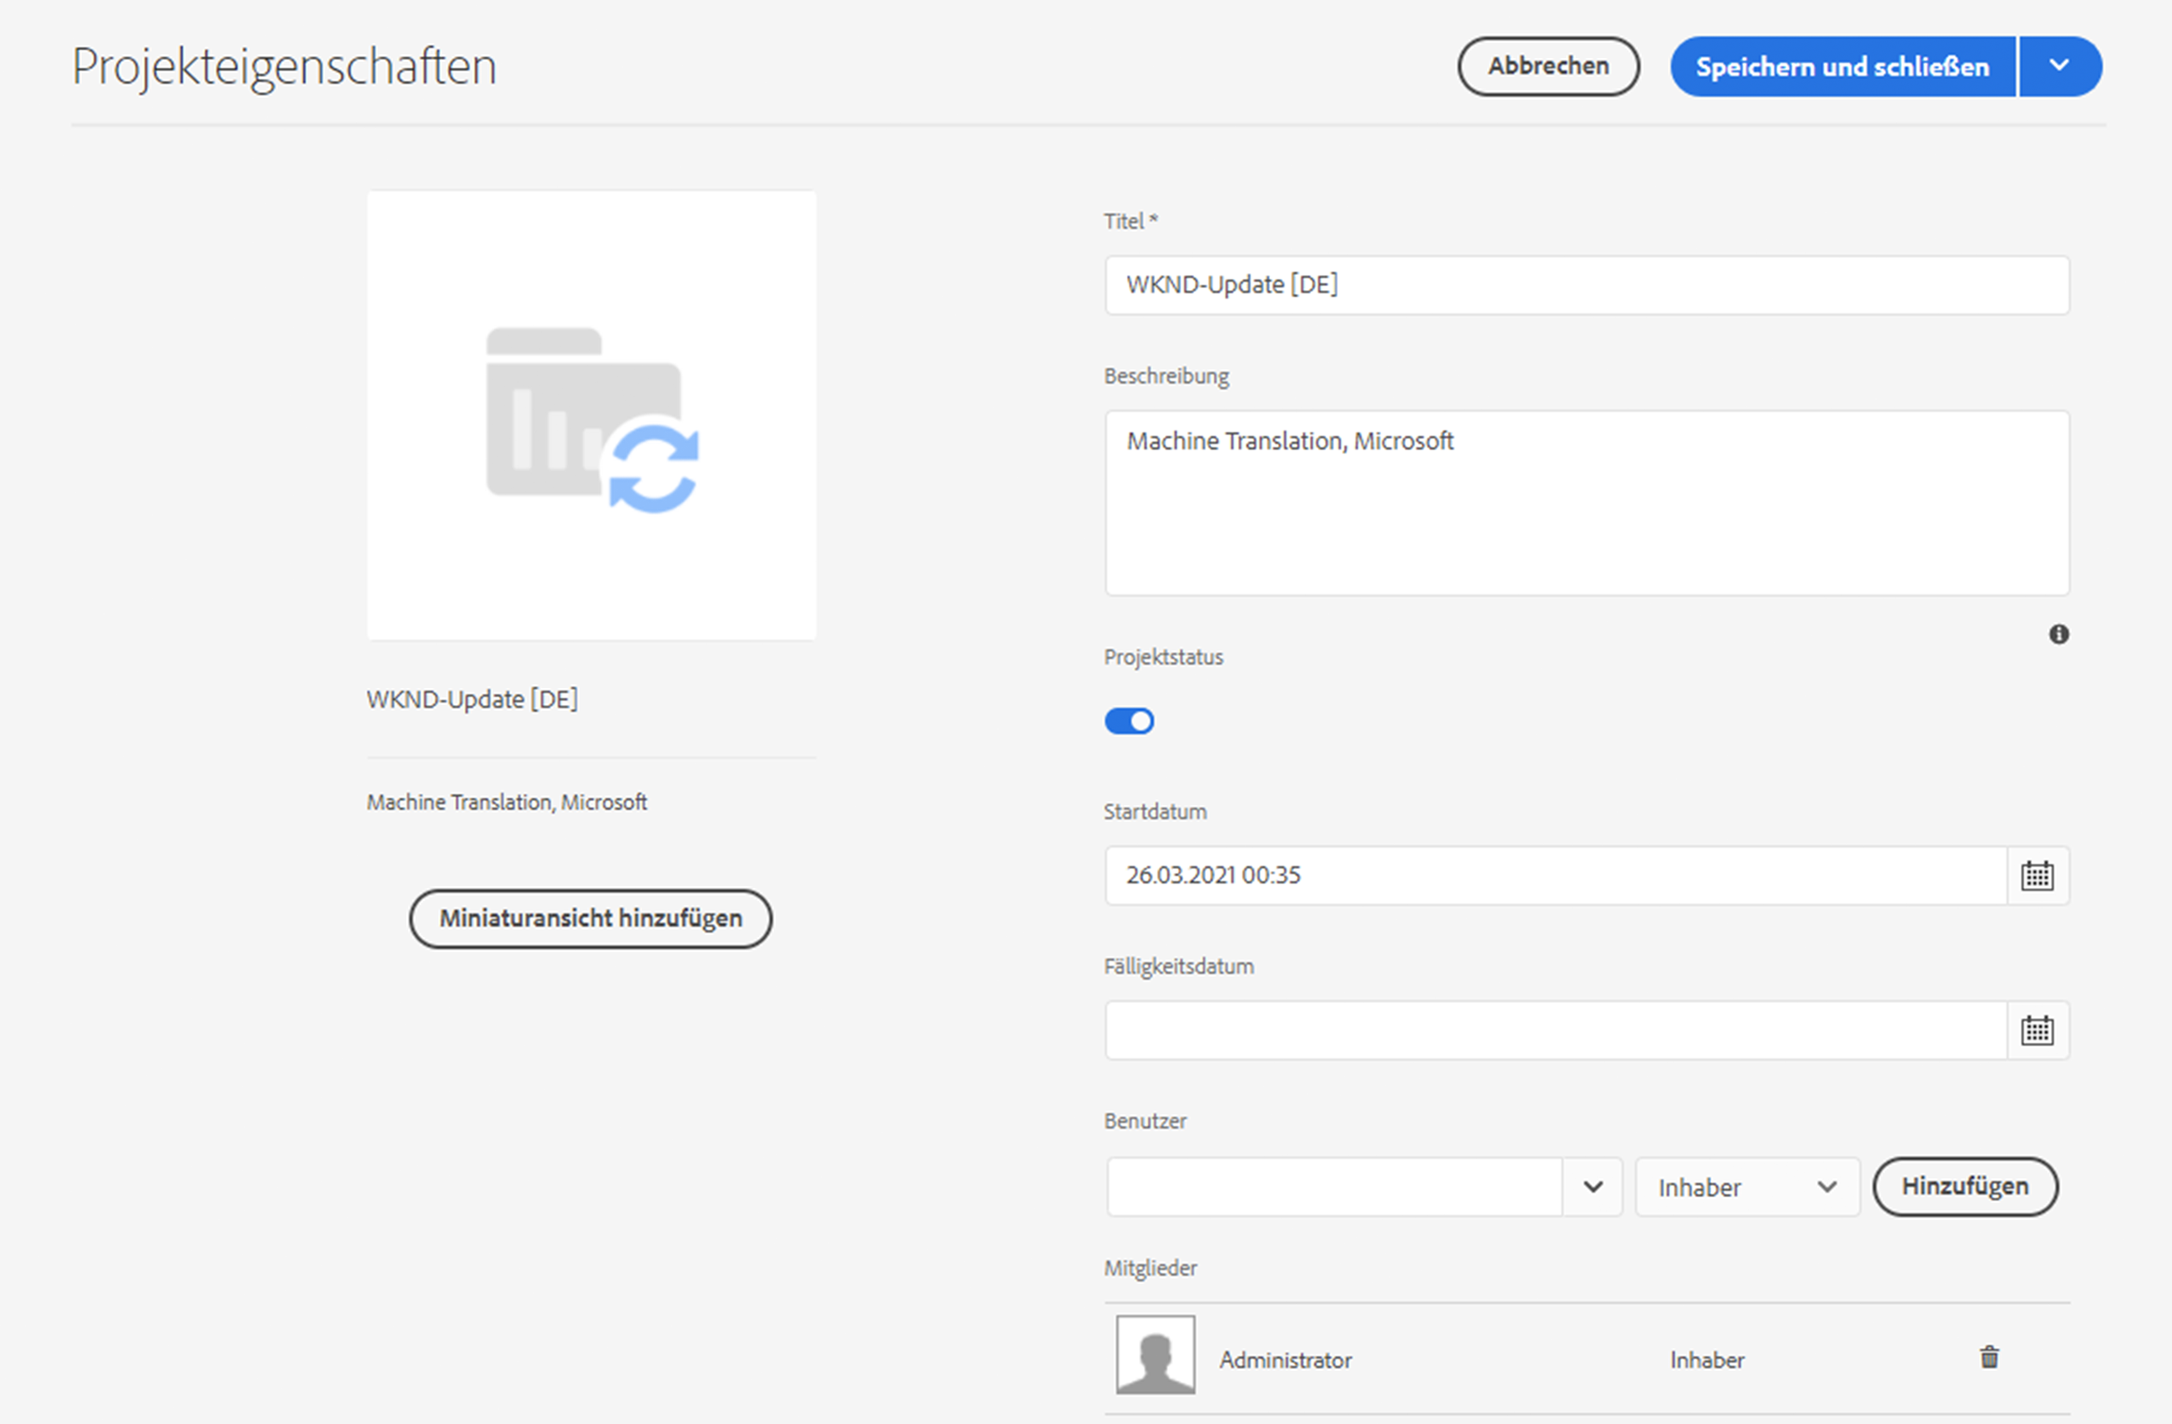 Projekteigenschaften
Abbrechen
Speichern und schließen
WKND-Update [DE]
Machine Translation, Microsoft
Miniaturansicht hinzufügen
Titel *
WKND-Update [DE]
Beschreibung
Machine Translation, Microsoft
Projektstatus
Startdatum
26.03.2021 00:35
Fälligkeitsdatum
Benutzer
Inhaber
Hinzufügen
Mitglieder
Administrator
Inhaber